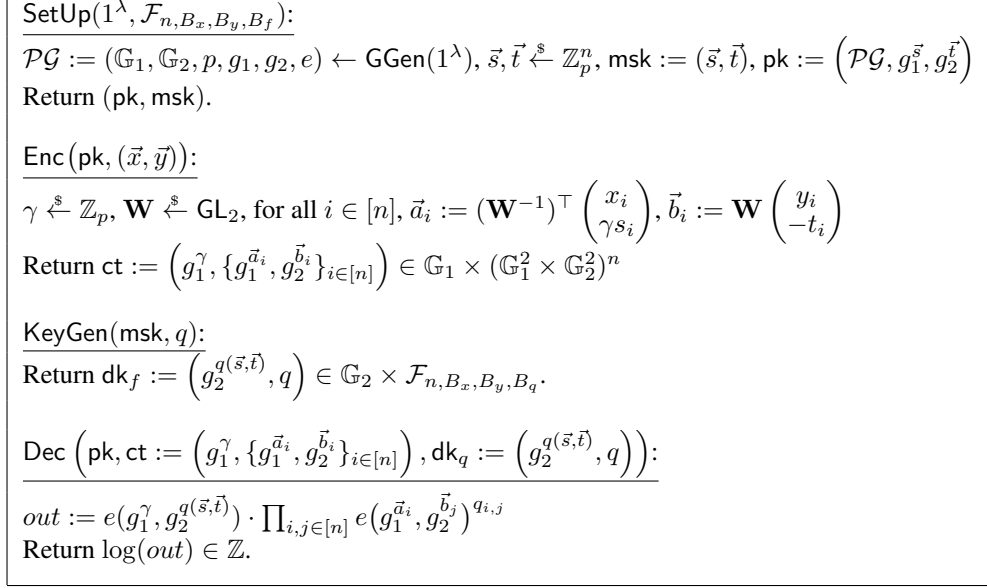 SetUp(1^λ, F_{n,B_x,B_y,B_f}):
PG := (G_1, G_2, p, g_1, g_2, e) ← GGen(1^λ), s⃗, t⃗ ←$ Z_p^n, msk := (s⃗, t⃗), pk := (PG, g_1^{s⃗}, g_2^{t⃗})
Return (pk, msk).
Enc(pk, (x⃗, y⃗)):
γ ←$ Z_p, W ←$ GL_2, for all i ∈ [n], a⃗_i := (W^{-1})^⊤ (x_i ; γs_i), b⃗_i := W (y_i ; −t_i)
Return ct := (g_1^γ, {g_1^{a⃗_i}, g_2^{b⃗_i}}_{i∈[n]}) ∈ G_1 × (G_1^2 × G_2^2)^n
KeyGen(msk, q):
Return dk_f := (g_2^{q(s⃗,t⃗)}, q) ∈ G_2 × F_{n,B_x,B_y,B_q}.
Dec (pk, ct := (g_1^γ, {g_1^{a⃗_i}, g_2^{b⃗_i}}_{i∈[n]}), dk_q := (g_2^{q(s⃗,t⃗)}, q)):
out := e(g_1^γ, g_2^{q(s⃗,t⃗)}) · ∏_{i,j∈[n]} e(g_1^{a⃗_i}, g_2^{b⃗_j})^{q_{i,j}}
Return log(out) ∈ Z.